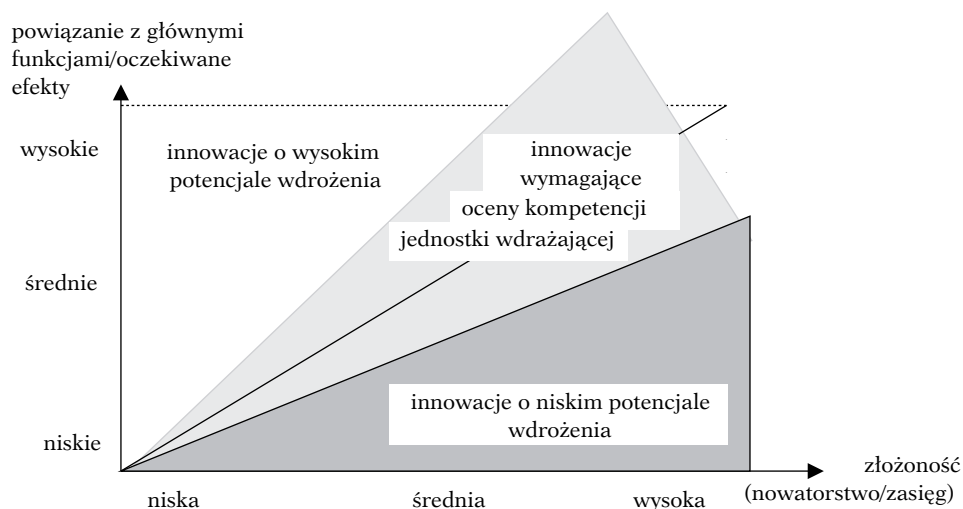 powiązanie z głównymi
funkcjami/oczekiwane
efekty
wysokie
innowacje o wysokim
potencjale wdrożenia
innowacje
wymagające
oceny kompetencji
jednostki wdrażającej
średnie
innowacje o niskim potencjale
wdrożenia
niskie
złożoność
(nowatorstwo/zasięg)
niska
średnia
wysoka